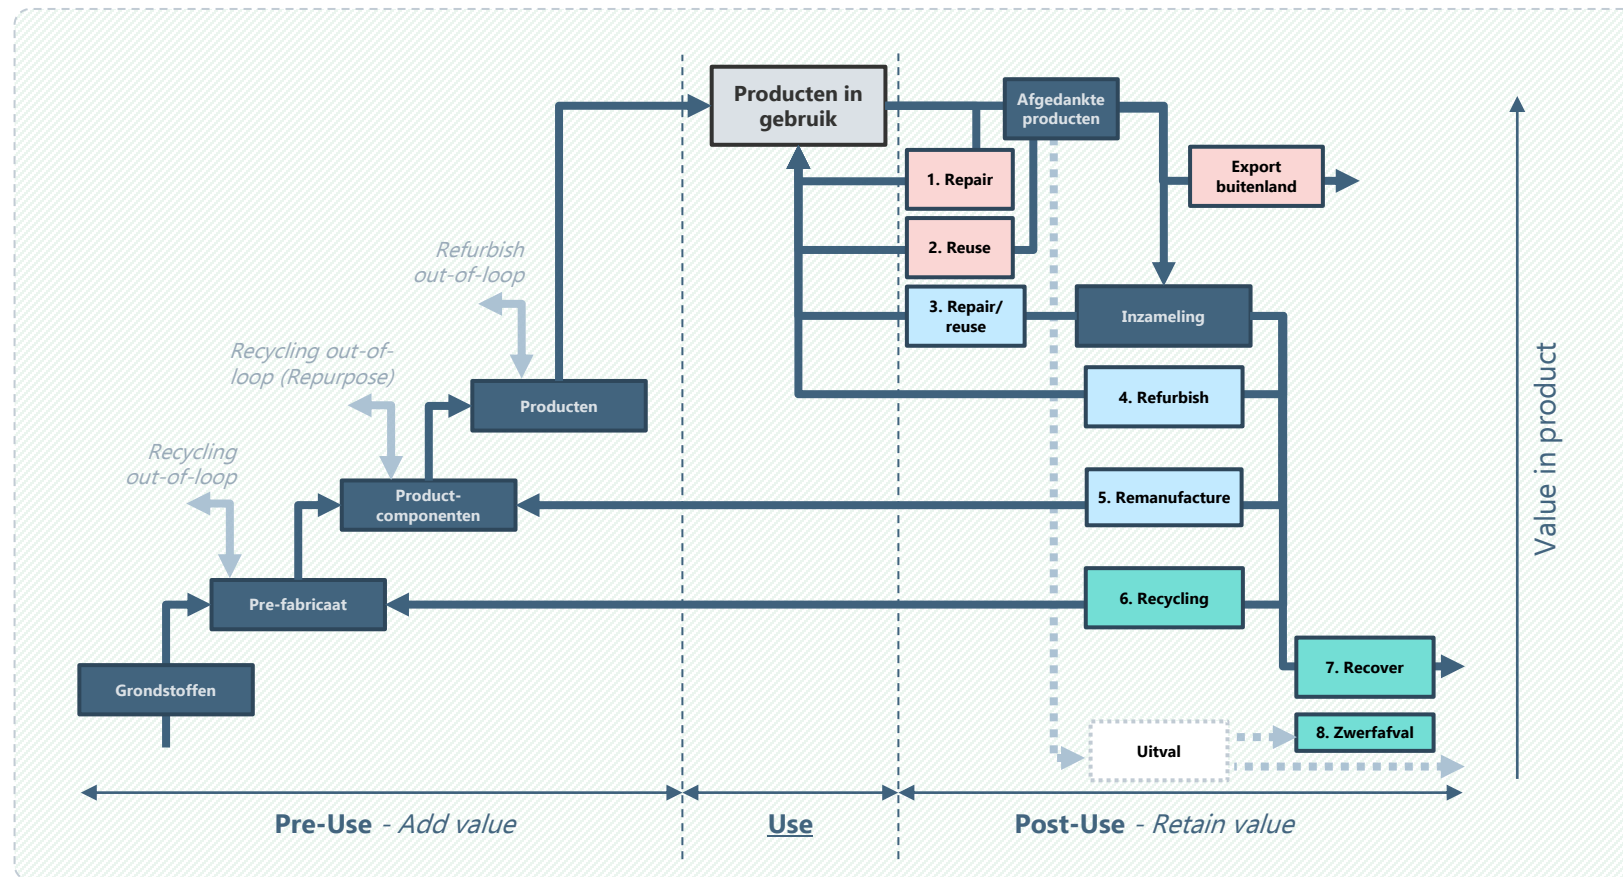 Producten in
gebruik
Afgedankte
producten
1. Repair
Export
buitenland
2. Reuse
Refurbish
out-of-loop
3. Repair/
reuse
Inzameling
Recycling out-of-
loop (Repurpose)
Producten
4. Refurbish
Value in product
Recycling
out-of-loop
Product-
componenten
5. Remanufacture
Pre-fabricaat
6. Recycling
Grondstoffen
7. Recover
8. Zwerfafval
Uitval
Pre-Use - Add value
Use
Post-Use - Retain value